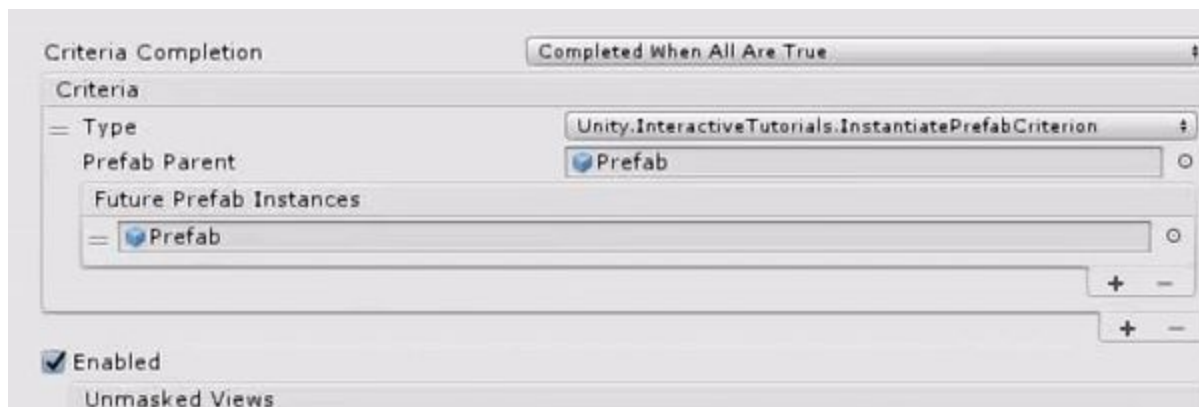 Criteria Completion Completed When All Are True
Criteria
Type Unity.InteractiveTutorials.InstantiatePrefabCriterion
Prefab Parent Prefab
Future Prefab Instances
Prefab
+ −
+ −
Enabled
Unmasked Views